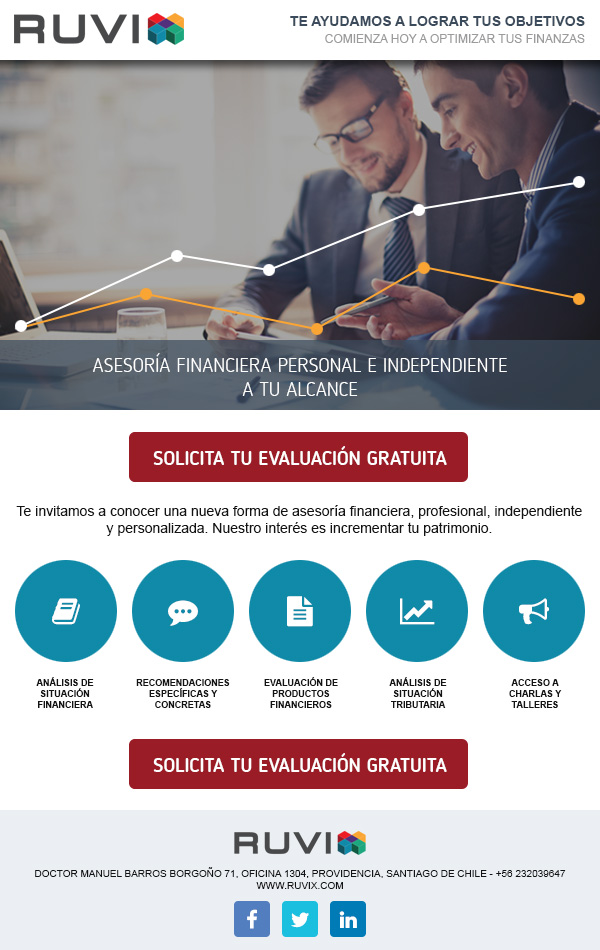 RUVIX
TE AYUDAMOS A LOGRAR TUS OBJETIVOS
COMIENZA HOY A OPTIMIZAR TUS FINANZAS
ASESORÍA FINANCIERA PERSONAL E INDEPENDIENTE
A TU ALCANCE
SOLICITA TU EVALUACIÓN GRATUITA
Te invitamos a conocer una nueva forma de asesoría financiera, profesional, independiente
y personalizada. Nuestro interés es incrementar tu patrimonio.
ANÁLISIS DE
SITUACIÓN
FINANCIERA
RECOMENDACIONES
ESPECÍFICAS Y
CONCRETAS
EVALUACIÓN DE
PRODUCTOS
FINANCIEROS
ANÁLISIS DE
SITUACIÓN
TRIBUTARIA
ACCESO A
CHARLAS Y
TALLERES
SOLICITA TU EVALUACIÓN GRATUITA
RUVIX
DOCTOR MANUEL BARROS BORGOÑO 71, OFICINA 1304, PROVIDENCIA, SANTIAGO DE CHILE - +56 232039647
WWW.RUVIX.COM